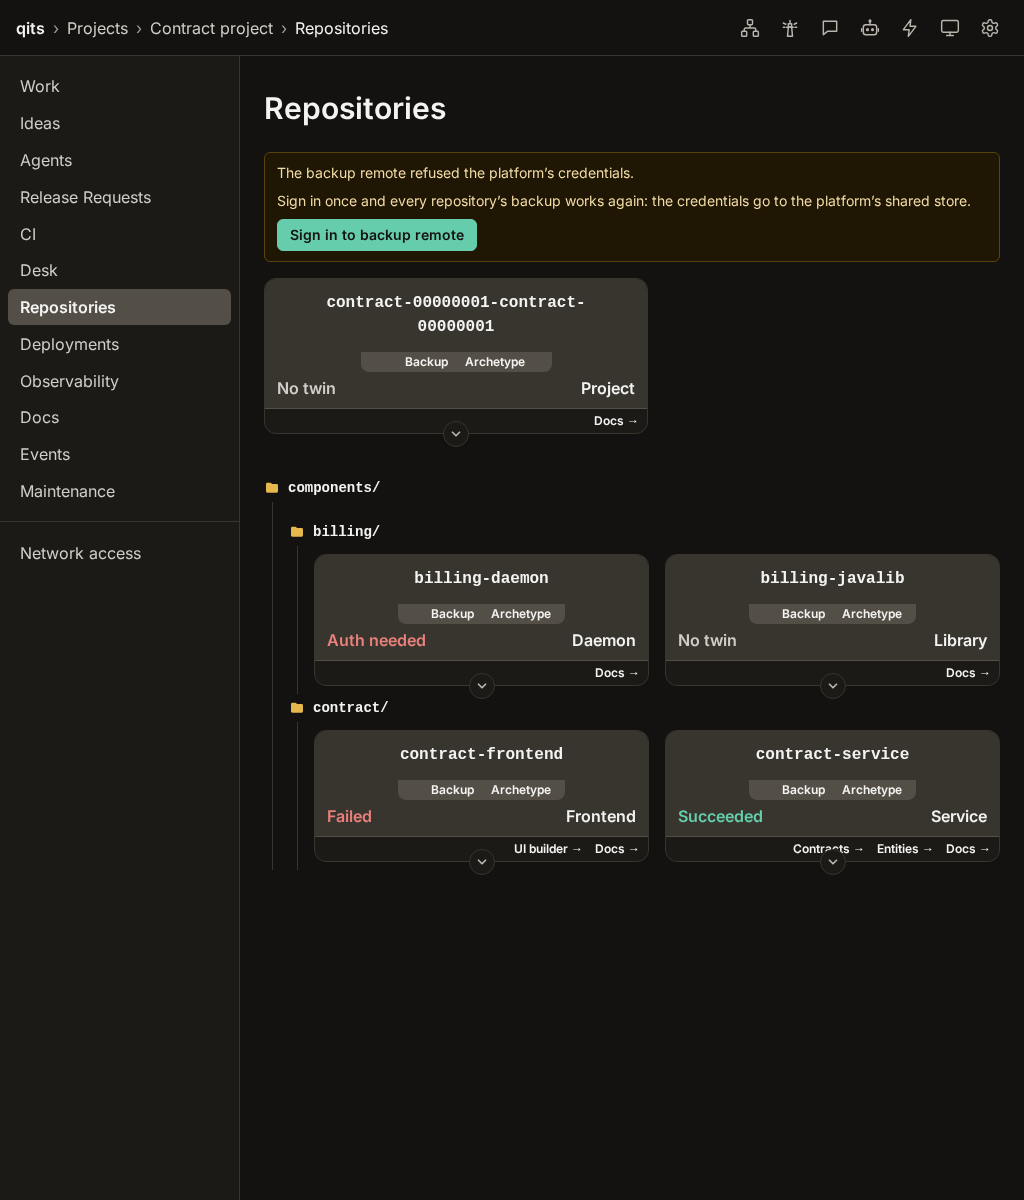 qits › Projects › Contract project › Repositories
Work
Ideas
Agents
Release Requests
CI
Desk
Repositories
Deployments
Observability
Docs
Events
Maintenance
Network access
Repositories
The backup remote refused the platform’s credentials.
Sign in once and every repository’s backup works again: the credentials go to the platform’s shared store.
Sign in to backup remote
contract-00000001-contract-
00000001
Backup Archetype
No twin Project
Docs →
components/
billing/
billing-daemon
Backup Archetype
Auth needed Daemon
Docs →
billing-javalib
Backup Archetype
No twin Library
Docs →
contract/
contract-frontend
Backup Archetype
Failed Frontend
UI builder → Docs →
contract-service
Backup Archetype
Succeeded Service
Contracts → Entities → Docs →